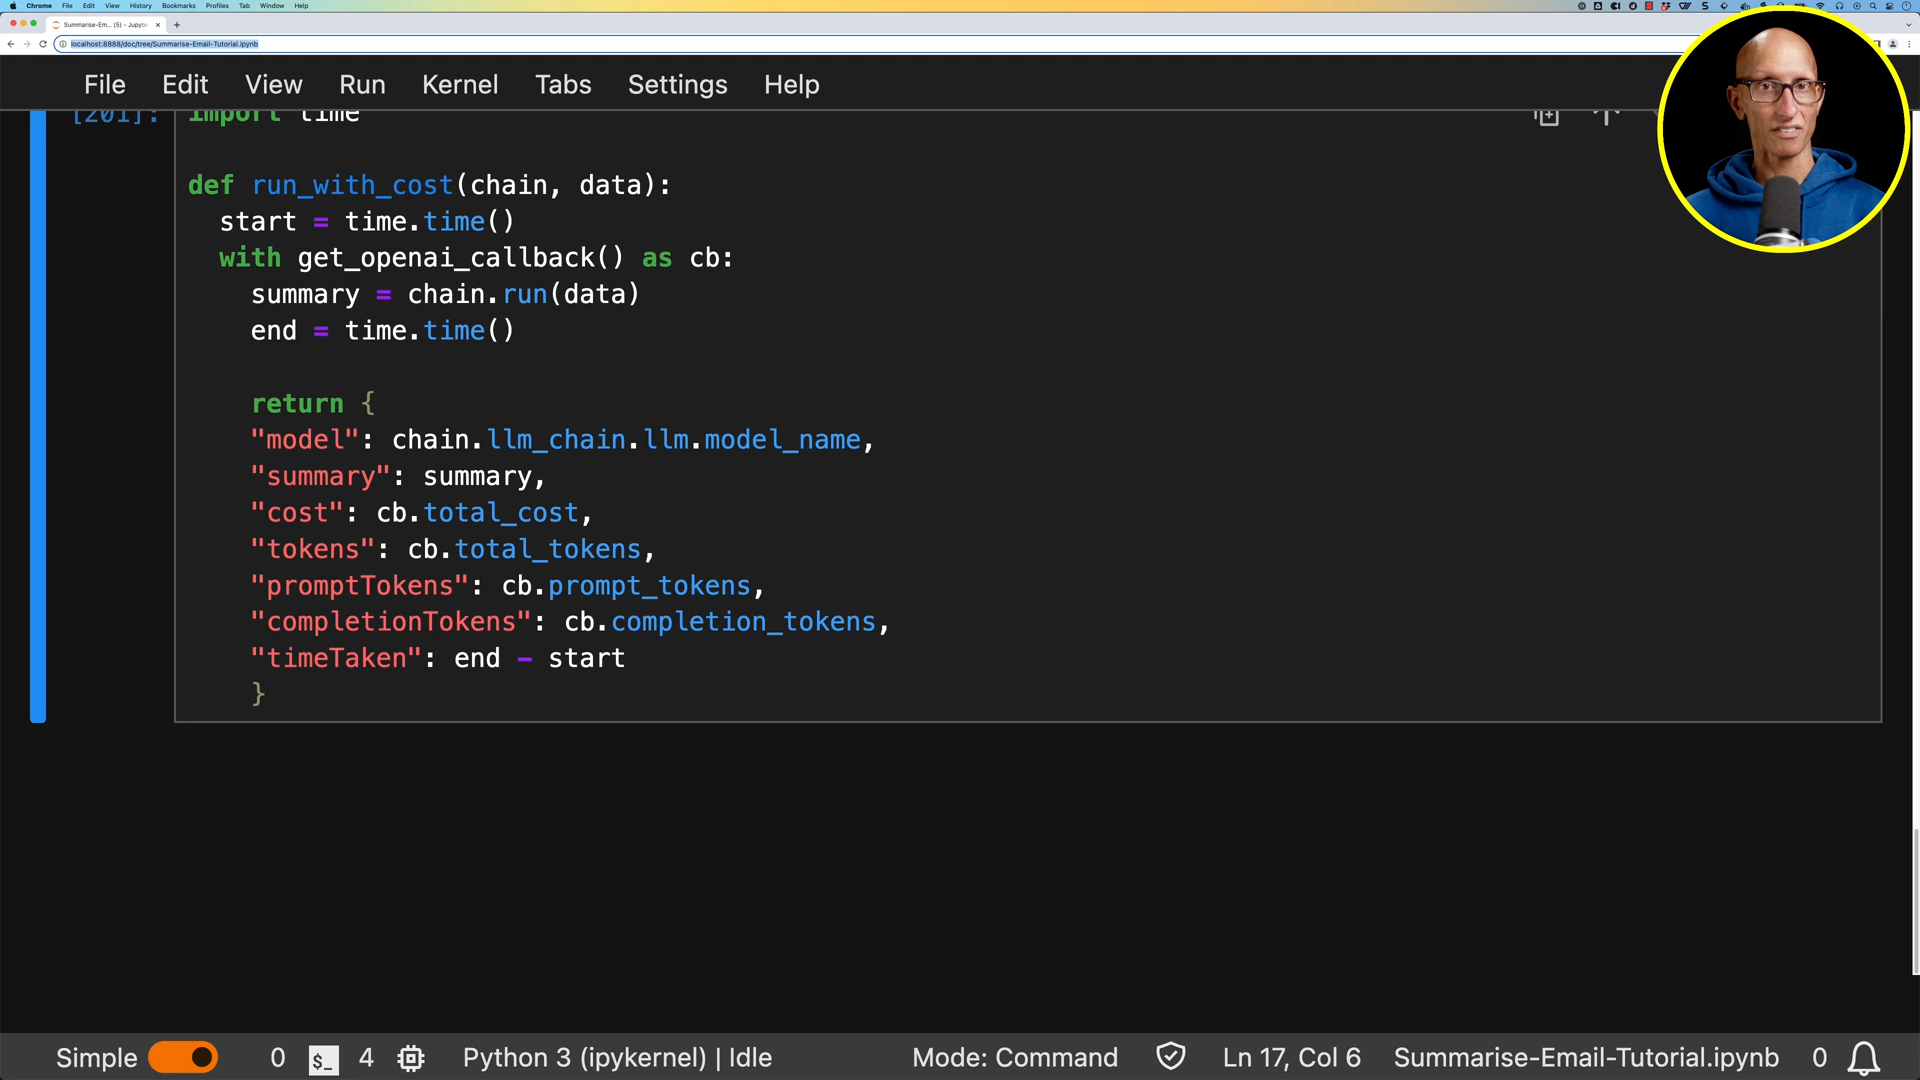 Chrome File Edit View History Bookmarks Profiles Tab Window Help
Summarise-Em... (5) - Jupyte
localhost:8888/doc/tree/Summarise-Email-Tutorial.ipynb
File Edit View Run Kernel Tabs Settings Help
[201]: import time
def run_with_cost(chain, data):
start = time.time()
with get_openai_callback() as cb:
summary = chain.run(data)
end = time.time()
return {
"model": chain.llm_chain.llm.model_name,
"summary": summary,
"cost": cb.total_cost,
"tokens": cb.total_tokens,
"promptTokens": cb.prompt_tokens,
"completionTokens": cb.completion_tokens,
"timeTaken": end - start
}
Simple 0 $_ 4 Python 3 (ipykernel) | Idle Mode: Command Ln 17, Col 6 Summarise-Email-Tutorial.ipynb 0